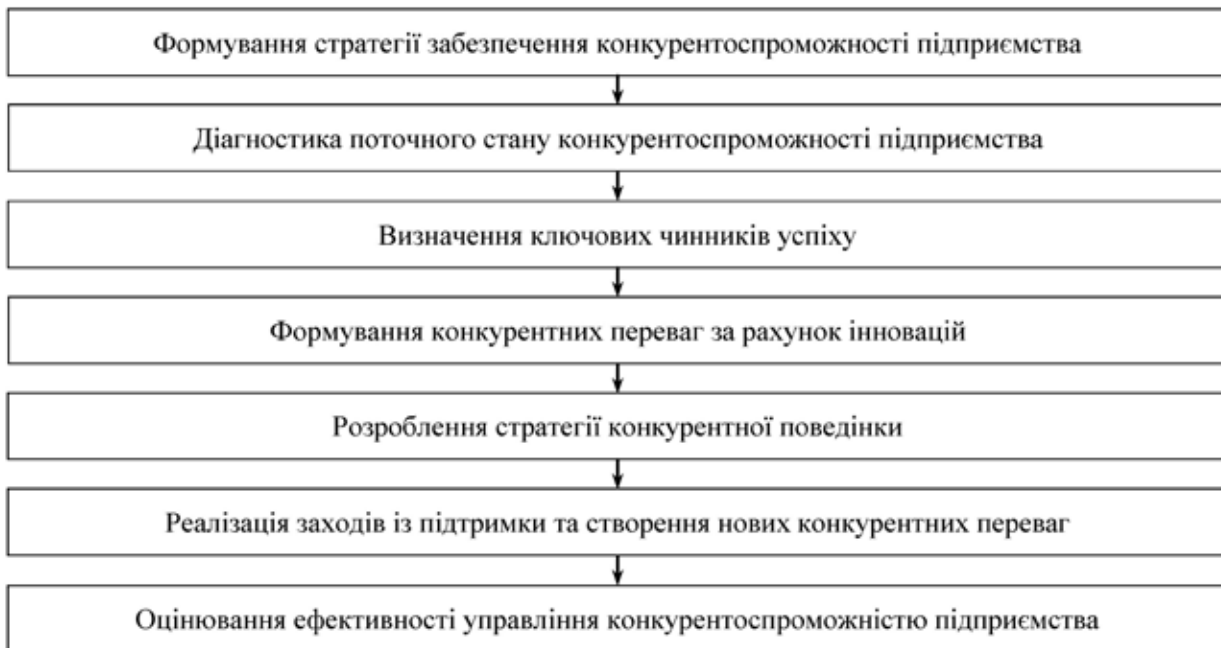 Формування стратегії забезпечення конкурентоспроможності підприємства
Діагностика поточного стану конкурентоспроможності підприємства
Визначення ключових чинників успіху
Формування конкурентних переваг за рахунок інновацій
Розроблення стратегії конкурентної поведінки
Реалізація заходів із підтримки та створення нових конкурентних переваг
Оцінювання ефективності управління конкурентоспроможністю підприємства